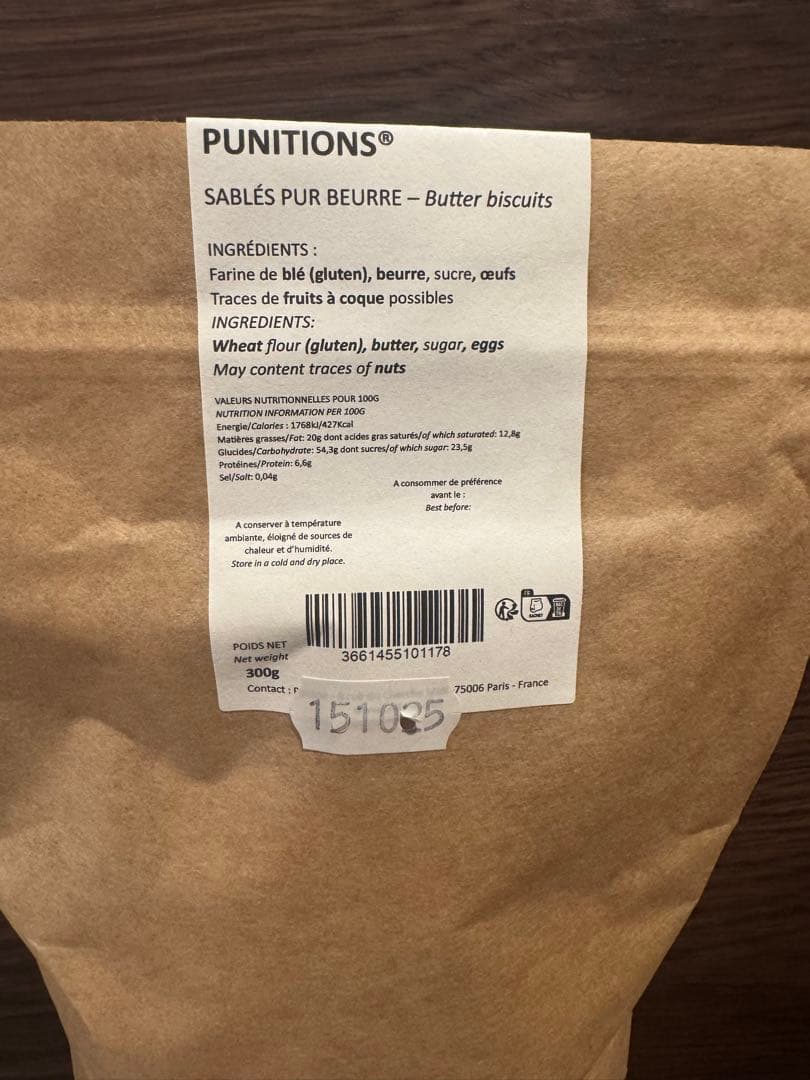 PUNITIONS®
SABLÉS PUR BEURRE – Butter biscuits
INGRÉDIENTS :
Farine de blé (gluten), beurre, sucre, œufs
Traces de fruits à coque possibles
INGREDIENTS:
Wheat flour (gluten), butter, sugar, eggs
May content traces of nuts
VALEURS NUTRITIONNELLES POUR 100G
NUTRITION INFORMATION PER 100G
Energie/Calories : 1768kJ/427Kcal
Matières grasses/Fat: 20g dont acides gras saturés/of which saturated: 12,8g
Glucides/Carbohydrate: 54,3g dont sucres/of which sugar: 23,5g
Protéines/Protein: 6,6g
Sel/Salt: 0,04g
A consommer de préférence
avant le :
Best before:
A conserver à température
ambiante, éloigné de sources de
chaleur et d'humidité.
Store in a cold and dry place.
FR
SACHET
3661455101178
POIDS NET
Net weight
300g
Contact : 75006 Paris - France
151025